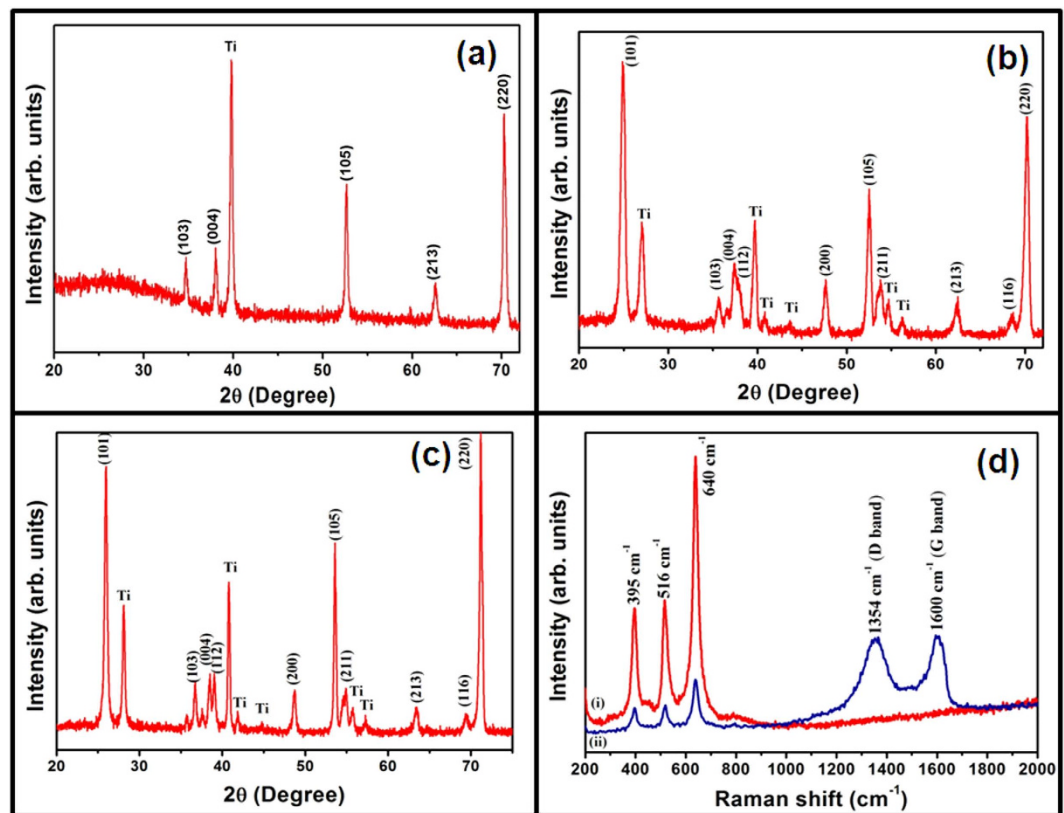 (a)
Intensity (arb. units)
(103)
(004)
Ti
(105)
(213)
(220)
20 30 40 50 60 70
2θ (Degree)
(b)
Intensity (arb. units)
(101)
Ti
(103)
(004)
(112)
Ti
Ti
Ti
(200)
(105)
(211)
Ti
Ti
(213)
(116)
(220)
20 30 40 50 60 70
2θ (Degree)
(c)
Intensity (arb. units)
(101)
Ti
(103)
(004)
(112)
Ti
Ti
Ti
(200)
(105)
(211)
Ti
Ti
(213)
(116)
(220)
20 30 40 50 60 70
2θ (Degree)
(d)
Intensity (arb. units)
395 cm⁻¹
516 cm⁻¹
640 cm⁻¹
1354 cm⁻¹ (D band)
1600 cm⁻¹ (G band)
(i)
(ii)
200 400 600 800 1000 1200 1400 1600 1800 2000
Raman shift (cm⁻¹)